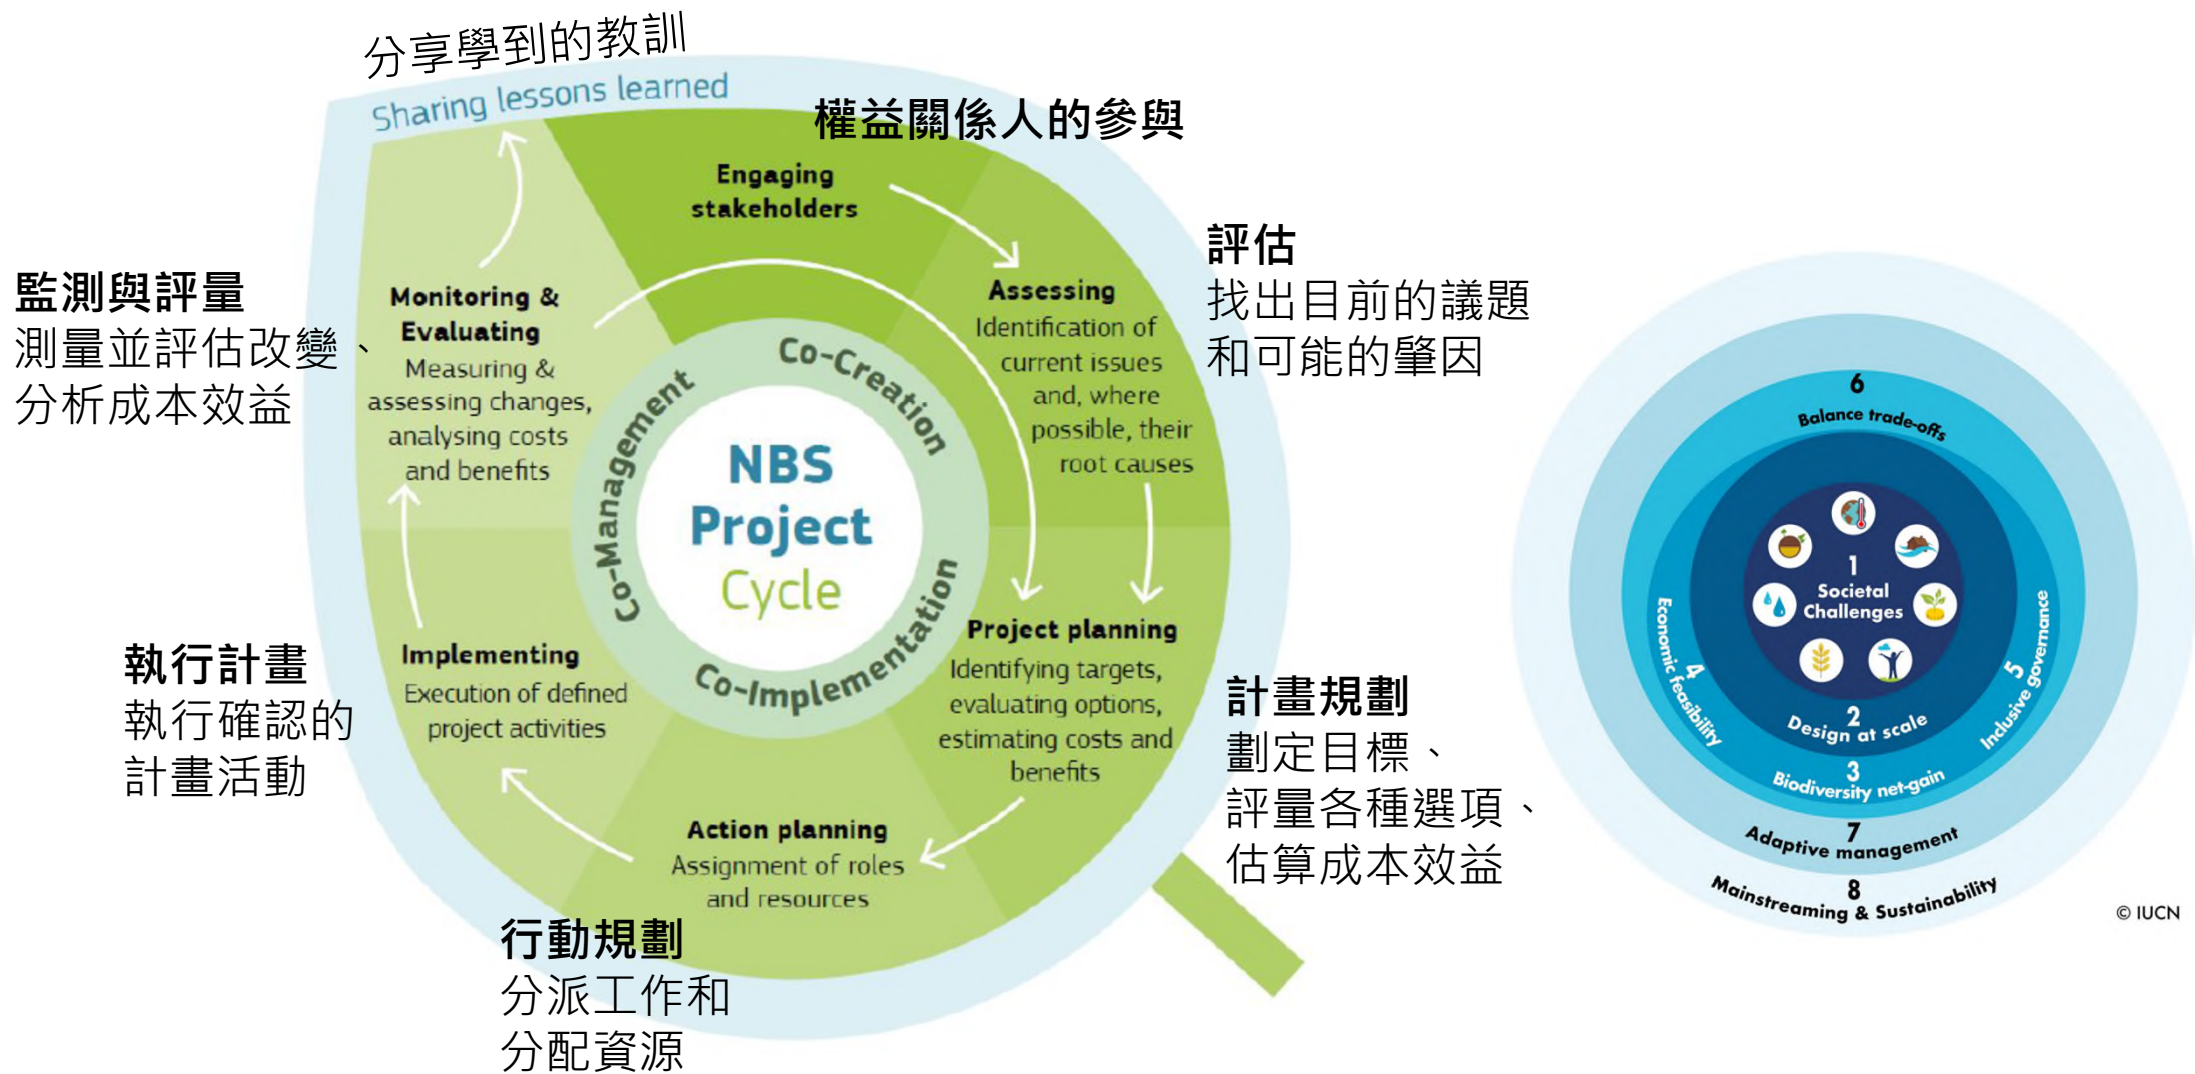 分享學到的教訓
Sharing lessons learned
權益關係人的參與
Engaging
stakeholders
評估
找出目前的議題
和可能的肇因
Assessing
Identification of
current issues
and, where
possible, their
root causes
監測與評量
測量並評估改變、
分析成本效益
Monitoring &
Evaluating
Measuring &
assessing changes,
analysing costs
and benefits
Co-Creation
Co-Management
Co-Implementation
NBS
Project
Cycle
Project planning
Identifying targets,
evaluating options,
estimating costs and
benefits
計畫規劃
劃定目標、
評量各種選項、
估算成本效益
執行計畫
執行確認的
計畫活動
Implementing
Execution of defined
project activities
Action planning
Assignment of roles
and resources
行動規劃
分派工作和
分配資源
6
Balance trade-offs
1
Societal
Challenges
2
Design at scale
3
Biodiversity net-gain
4
Economic feasibility
5
Inclusive governance
7
Adaptive management
8
Mainstreaming & Sustainability
© IUCN